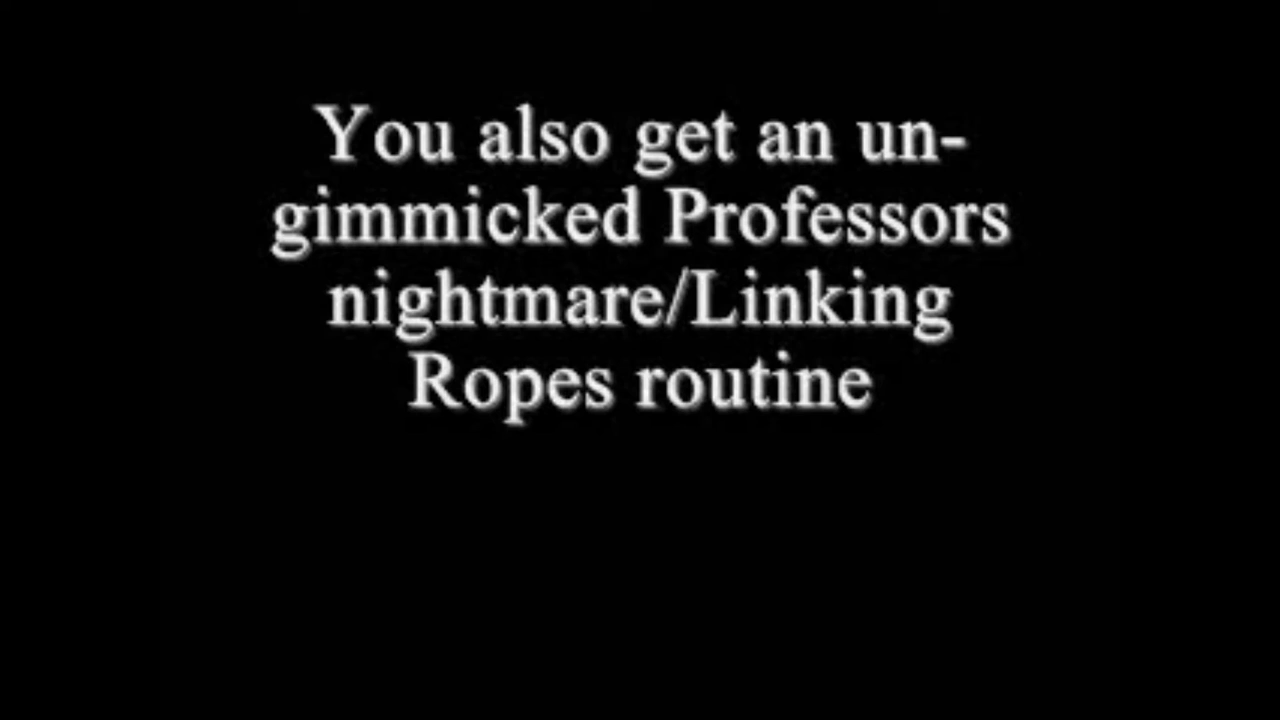 You also get an un-
gimmicked Professors
nightmare/Linking
Ropes routine